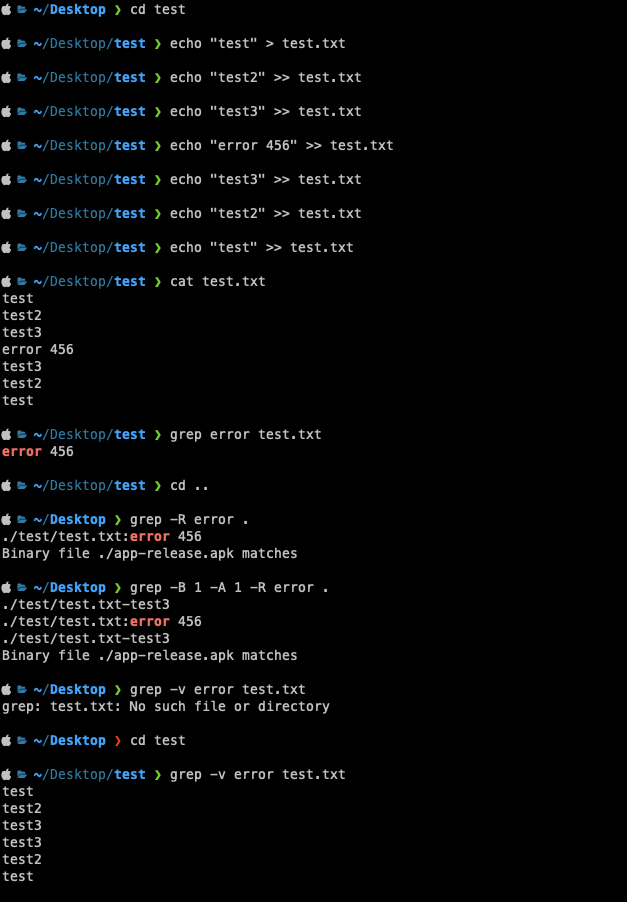 ~/Desktop ❯ cd test
~/Desktop/test ❯ echo "test" > test.txt
~/Desktop/test ❯ echo "test2" >> test.txt
~/Desktop/test ❯ echo "test3" >> test.txt
~/Desktop/test ❯ echo "error 456" >> test.txt
~/Desktop/test ❯ echo "test3" >> test.txt
~/Desktop/test ❯ echo "test2" >> test.txt
~/Desktop/test ❯ echo "test" >> test.txt
~/Desktop/test ❯ cat test.txt
test
test2
test3
error 456
test3
test2
test
~/Desktop/test ❯ grep error test.txt
error 456
~/Desktop/test ❯ cd ..
~/Desktop ❯ grep -R error .
./test/test.txt:error 456
Binary file ./app-release.apk matches
~/Desktop ❯ grep -B 1 -A 1 -R error .
./test/test.txt-test3
./test/test.txt:error 456
./test/test.txt-test3
Binary file ./app-release.apk matches
~/Desktop ❯ grep -v error test.txt
grep: test.txt: No such file or directory
~/Desktop ❯ cd test
~/Desktop/test ❯ grep -v error test.txt
test
test2
test3
test3
test2
test